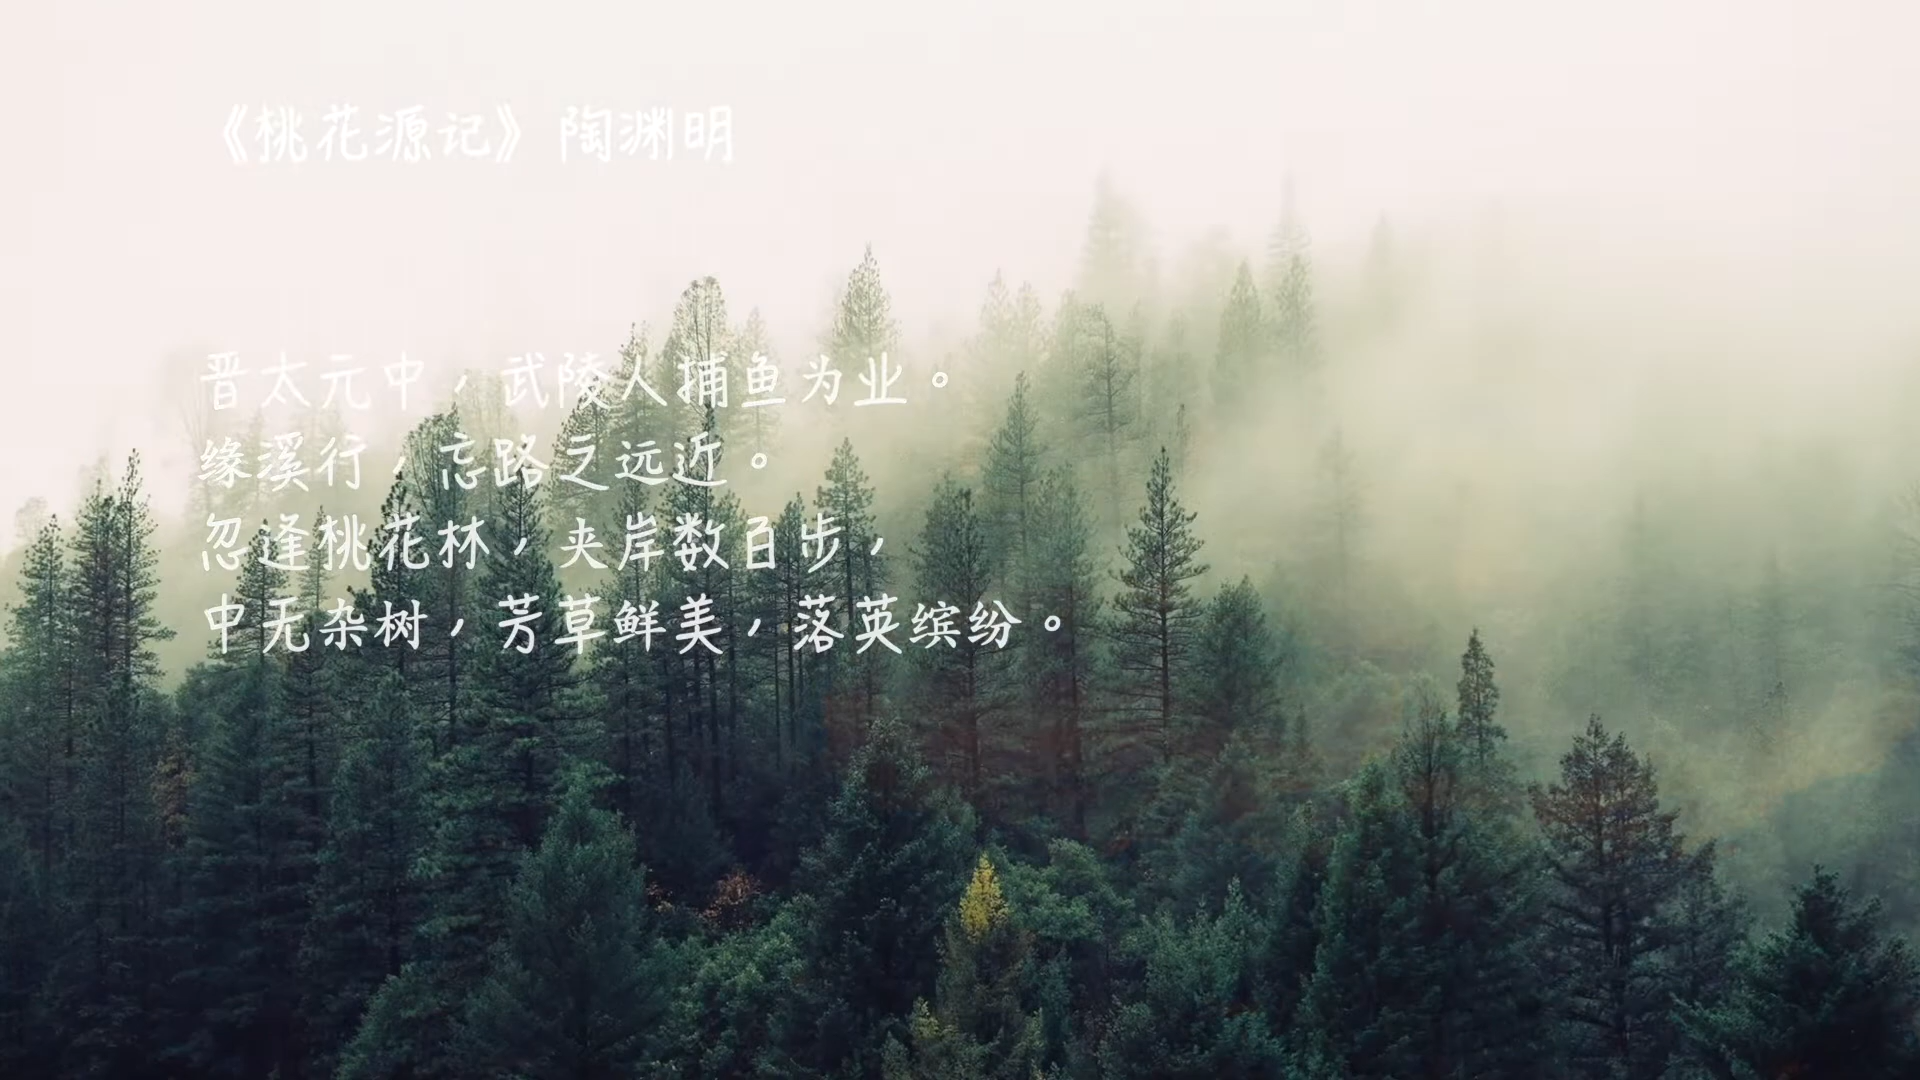 《桃花源记》 陶渊明
晋太元中，武陵人捕鱼为业。
缘溪行，忘路之远近。
忽逢桃花林，夹岸数百步，
中无杂树，芳草鲜美，落英缤纷。